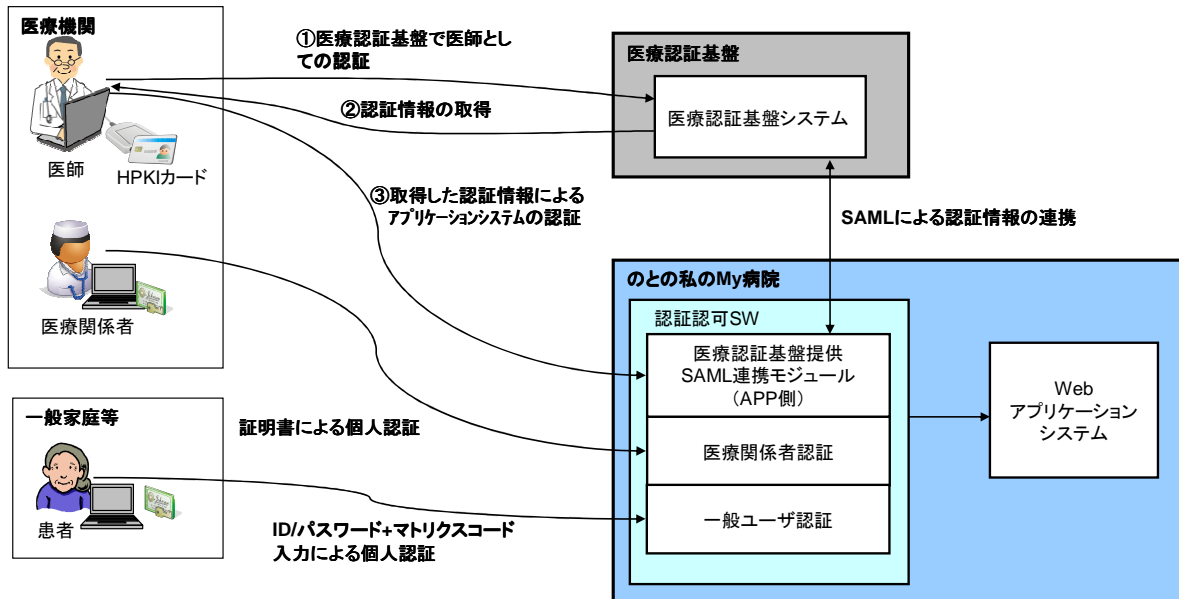 医療機関
①医療認証基盤で医師とし
ての認証
医療認証基盤
医療認証基盤システム
②認証情報の取得
医師
HPKIカード
③取得した認証情報による
アプリケーションシステムの認証
SAMLによる認証情報の連携
医療関係者
のとの私のMy病院
認証認可SW
医療認証基盤提供
SAML連携モジュール
(APP側)
Web
アプリケーション
システム
医療関係者認証
一般ユーザ認証
一般家庭等
証明書による個人認証
患者
ID/パスワード+マトリクスコード
入力による個人認証